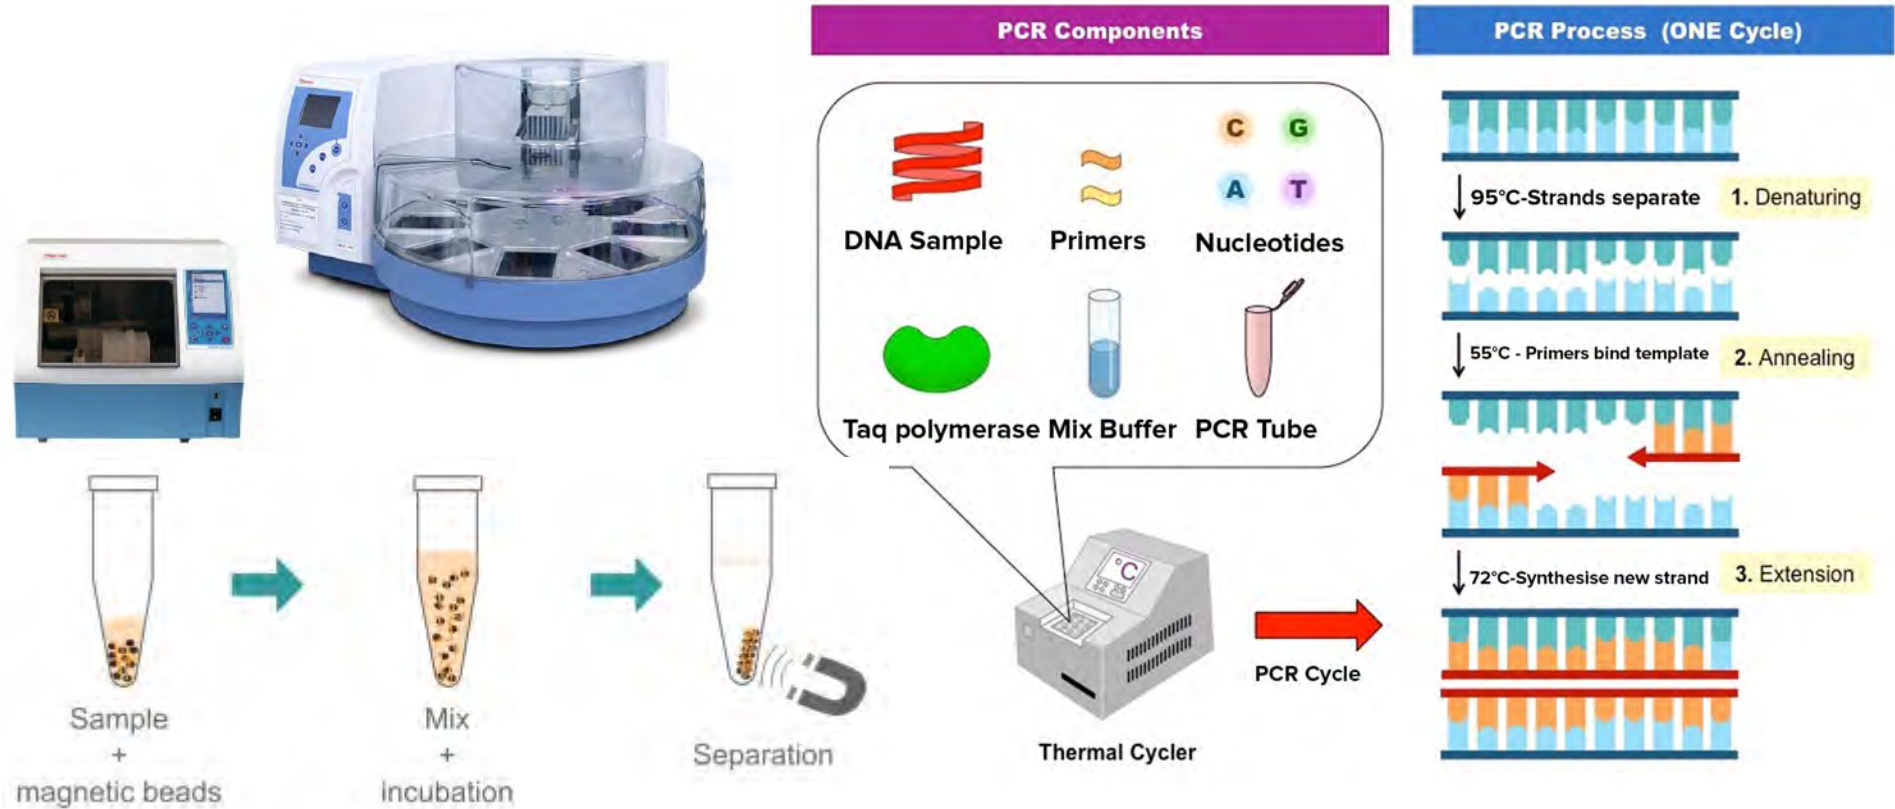 PCR Components
C
G
A
T
DNA Sample
Primers
Nucleotides
Taq polymerase
Mix Buffer
PCR Tube
°C
Thermal Cycler
PCR Cycle
PCR Process (ONE Cycle)
95°C-Strands separate
1. Denaturing
55°C - Primers bind template
2. Annealing
72°C-Synthesise new strand
3. Extension
Sample
+
magnetic beads
Mix
+
incubation
Separation